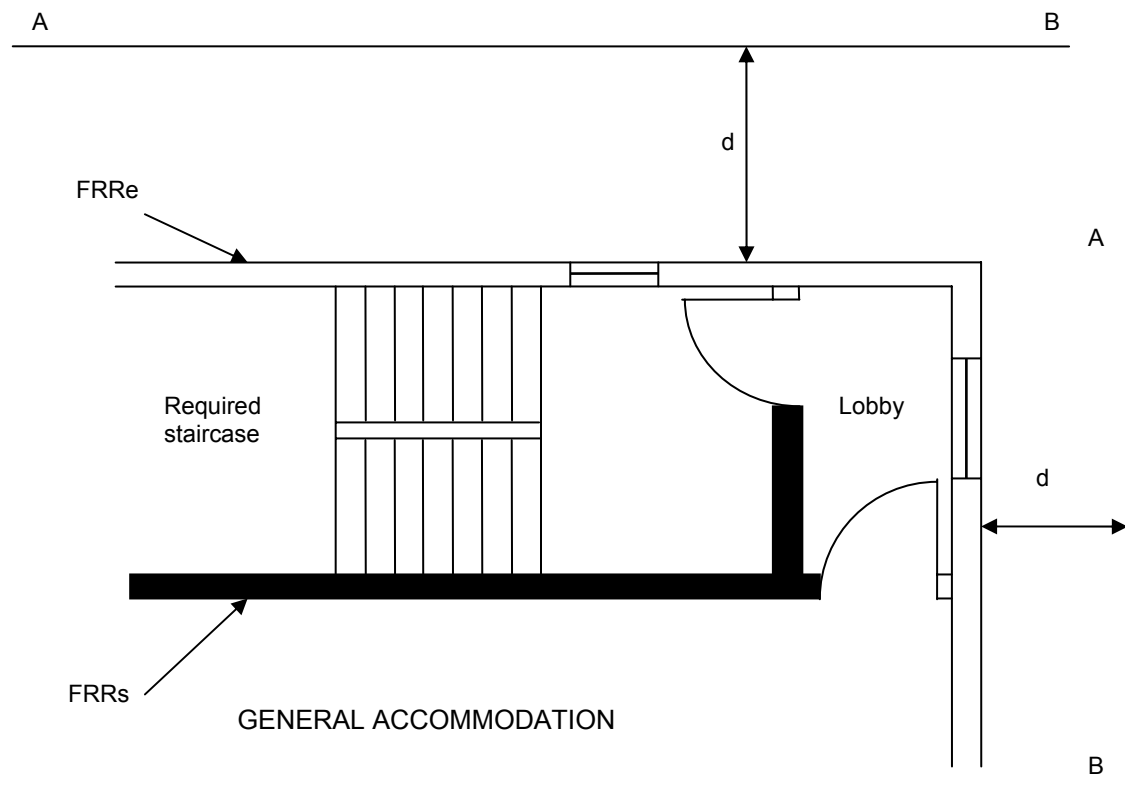 A
B
d
FRRe
A
Required
staircase
Lobby
d
FRRs
GENERAL ACCOMMODATION
B